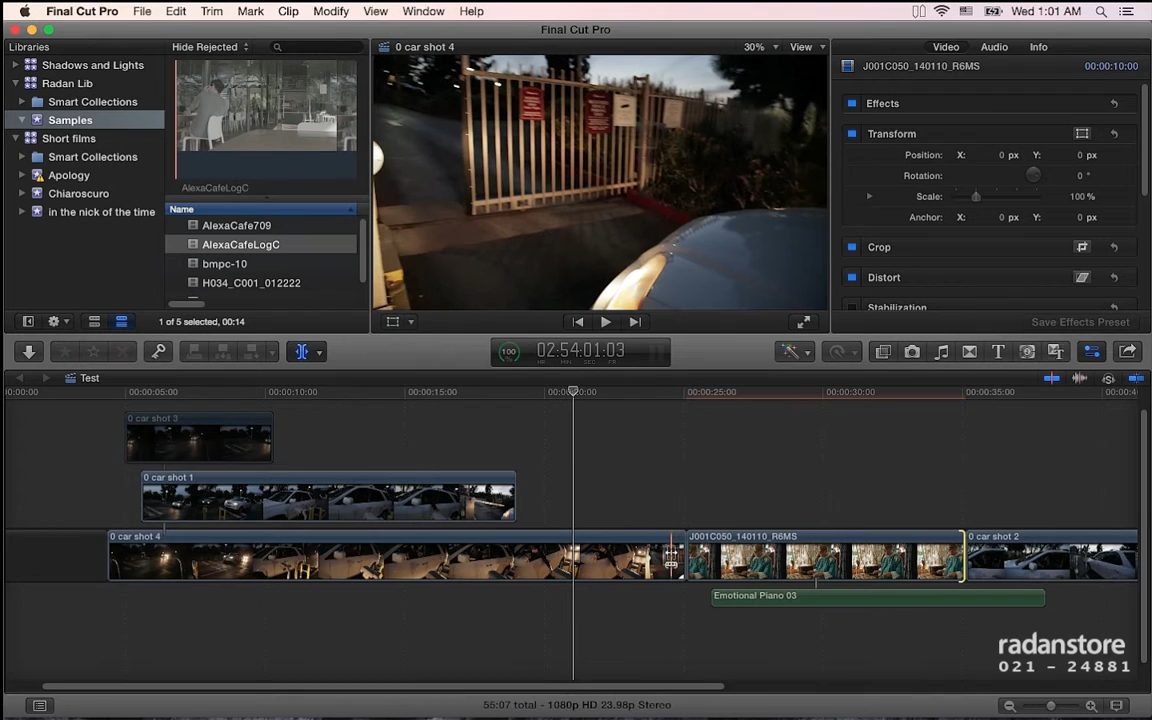 Final Cut Pro File Edit Trim Mark Clip Modify View Window Help
Wed 1:01 AM
Final Cut Pro
Libraries
Hide Rejected
0 car shot 4
30%
View
Video
Audio
Info
Shadows and Lights
Radan Lib
Smart Collections
Samples
Short films
Smart Collections
Apology
Chiaroscuro
in the nick of the time
AlexaCafeLogC
Name
AlexaCafe709
AlexaCafeLogC
bmpc-10
H034_C001_012222
1 of 5 selected, 00:14
J001C050_140110_R6MS
00:00:10:00
Effects
Transform
Position: X: 0 px Y: 0 px
Rotation: 0 °
Scale: 100 %
Anchor: X: 0 px Y: 0 px
Crop
Distort
Stabilization
Save Effects Preset
100
02:54:01:03
HR MIN SEC FR
Test
00:00:05:00
00:00:10:00
00:00:15:00
00:00:25:00
00:00:30:00
00:00:35:00
0 car shot 3
0 car shot 1
0 car shot 4
J001C050_140110_R6MS
0 car shot 2
Emotional Piano 03
radanstore
021 - 24881
55:07 total - 1080p HD 23.98p Stereo